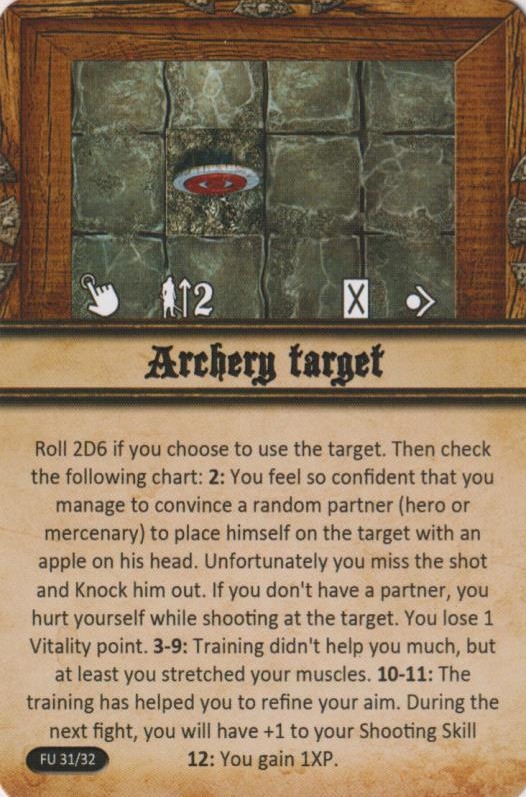 2
X
Archery target
Roll 2D6 if you choose to use the target. Then check
the following chart: 2: You feel so confident that you
manage to convince a random partner (hero or
mercenary) to place himself on the target with an
apple on his head. Unfortunately you miss the shot
and Knock him out. If you don't have a partner, you
hurt yourself while shooting at the target. You lose 1
Vitality point. 3-9: Training didn't help you much, but
at least you stretched your muscles. 10-11: The
training has helped you to refine your aim. During the
next fight, you will have +1 to your Shooting Skill
12: You gain 1XP.
FU 31/32